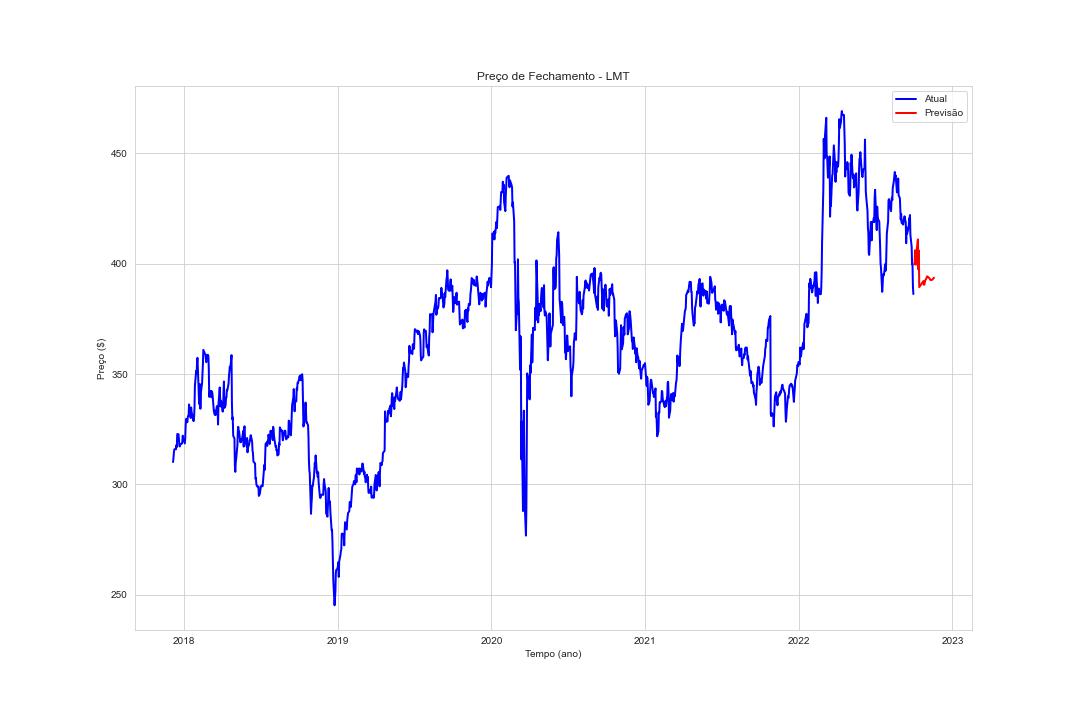 Preço de Fechamento - LMT
Atual
Previsão
450
400
350
300
250
Preço ($)
2018 2019 2020 2021 2022 2023
Tempo (ano)